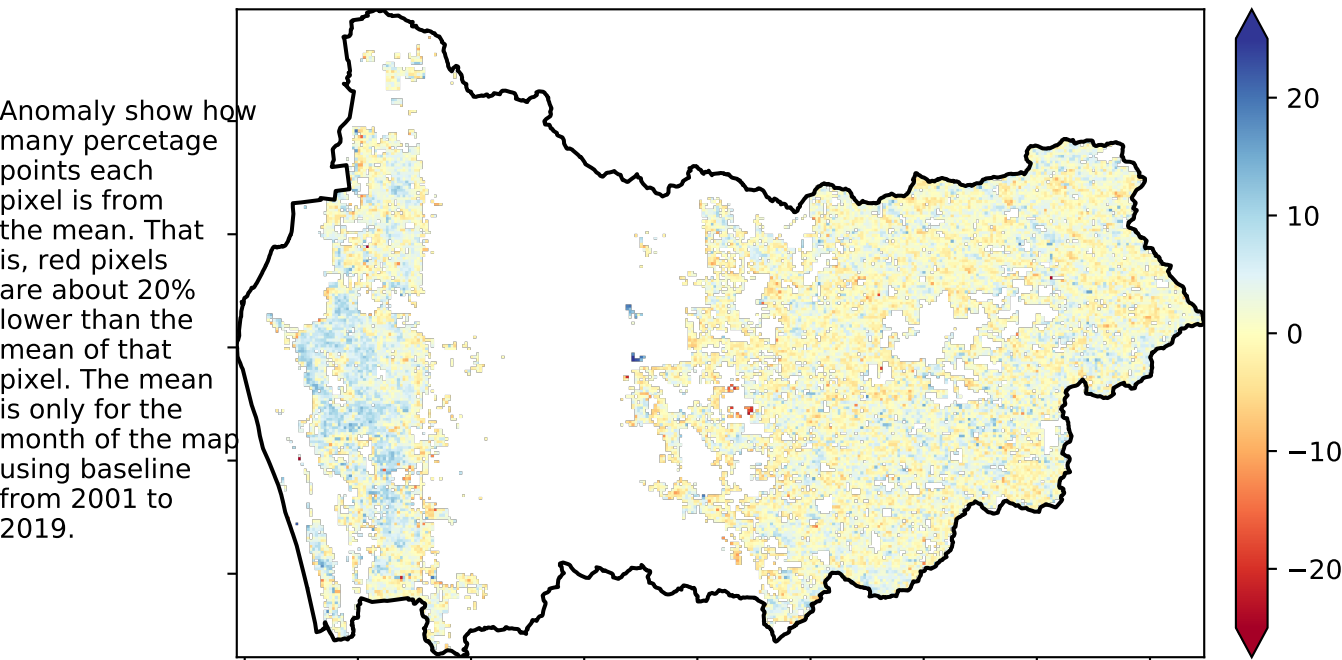 Anomaly show how
many percetage
points each
pixel is from
the mean. That
is, red pixels
are about 20%
lower than the
mean of that
pixel. The mean
is only for the
month of the map
using baseline
from 2001 to
2019.
20
10
0
−10
−20